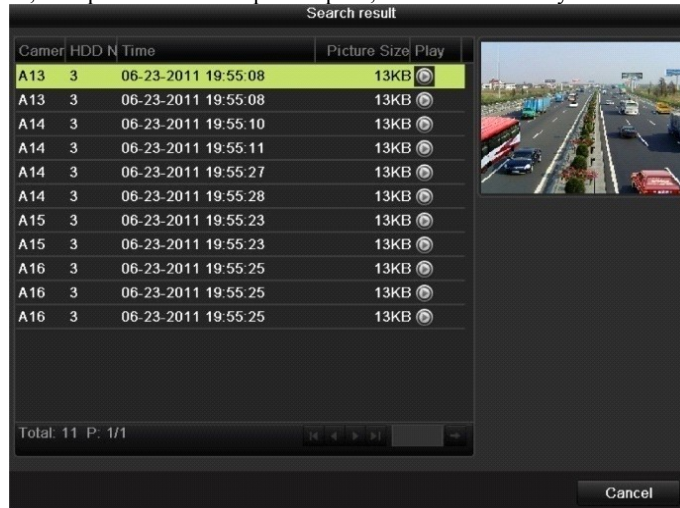 Search result
Camer HDD N Time Picture Size Play
A13 3 06-23-2011 19:55:08 13KB
A13 3 06-23-2011 19:55:08 13KB
A14 3 06-23-2011 19:55:10 13KB
A14 3 06-23-2011 19:55:11 13KB
A14 3 06-23-2011 19:55:27 13KB
A14 3 06-23-2011 19:55:28 13KB
A15 3 06-23-2011 19:55:23 13KB
A15 3 06-23-2011 19:55:23 13KB
A16 3 06-23-2011 19:55:25 13KB
A16 3 06-23-2011 19:55:25 13KB
A16 3 06-23-2011 19:55:25 13KB
Total: 11 P: 1/1
Cancel